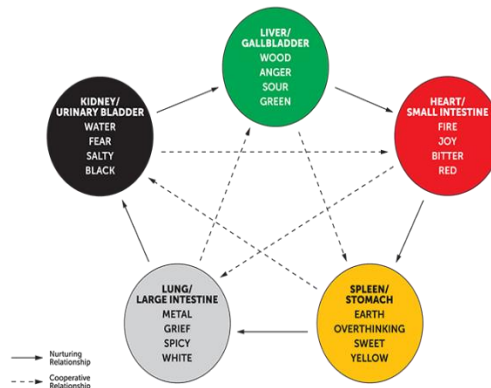 LIVER/
GALLBLADDER
WOOD
ANGER
SOUR
GREEN
KIDNEY/
URINARY BLADDER
WATER
FEAR
SALTY
BLACK
HEART/
SMALL INTESTINE
FIRE
JOY
BITTER
RED
LUNG/
LARGE INTESTINE
METAL
GRIEF
SPICY
WHITE
SPLEEN/
STOMACH
EARTH
OVERTHINKING
SWEET
YELLOW
Nurturing
Relationship
Cooperative
Relationship